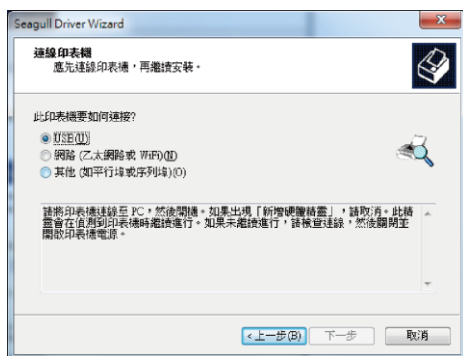 Seagull Driver Wizard
連線印表機
應先連線印表機，再繼續安裝。
此印表機要如何連接?
USB(U)
網路 (乙太網路或 WiFi)(N)
其他 (如平行埠或序列埠)(O)
請將印表機連線至 PC，然後開機。如果出現「新增硬體精靈」，請取消。此精
靈會在偵測到印表機時繼續進行。如果未繼續進行，請檢查連線，然後關閉並
開啟印表機電源。
<上一步(B)
下一步
取消